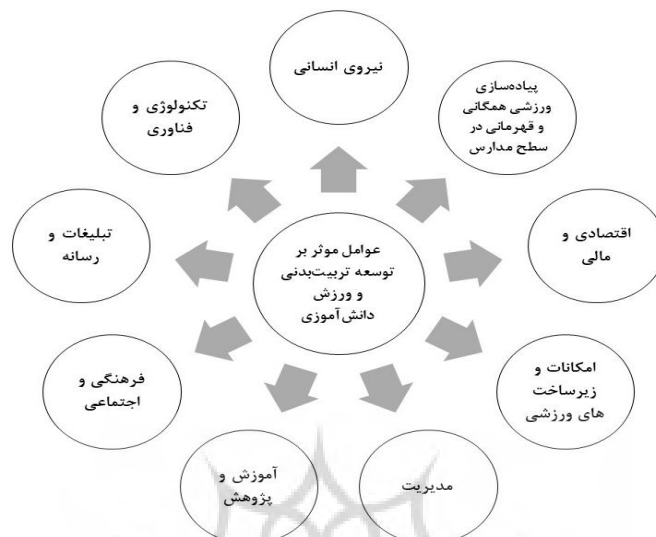 نیروی انسانی
پیاده‌سازی
ورزشی همگانی
و قهرمانی در
سطح مدارس
اقتصادی و
مالی
امکانات و
زیرساخت
های ورزشی
مدیریت
آموزش و
پژوهش
فرهنگی و
اجتماعی
تبلیغات و
رسانه
تکنولوژی و
فناوری
عوامل موثر بر
توسعه تربیت‌بدنی
و ورزش
دانش‌آموزی